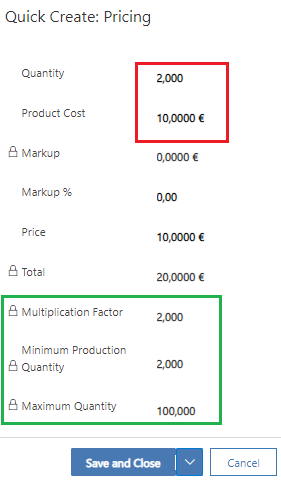 Quick Create: Pricing
Quantity 2,000
Product Cost 10,0000 €
Markup 0,0000 €
Markup % 0,00
Price 10,0000 €
Total 20,0000 €
Multiplication Factor 2,000
Minimum Production
Quantity 2,000
Maximum Quantity 100,000
Save and Close Cancel